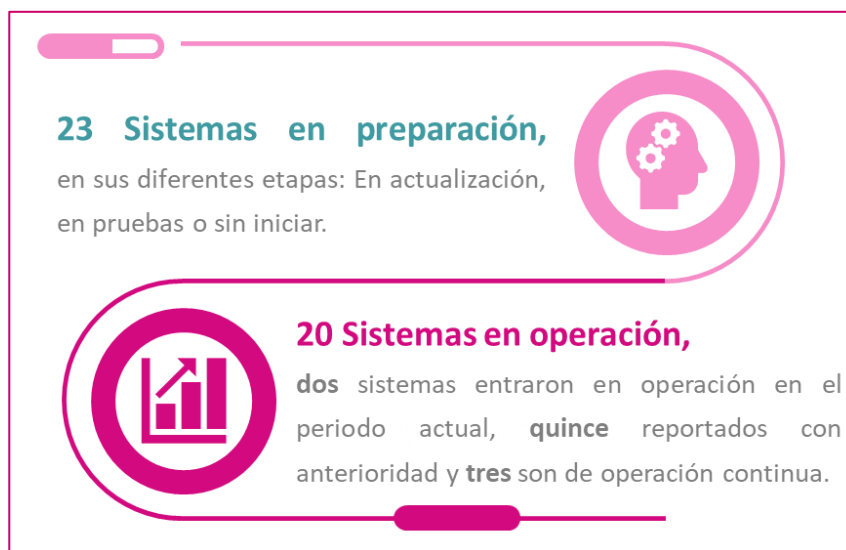 23 Sistemas en preparación,
en sus diferentes etapas: En actualización,
en pruebas o sin iniciar.
20 Sistemas en operación,
dos sistemas entraron en operación en el
periodo actual, quince reportados con
anterioridad y tres son de operación continua.